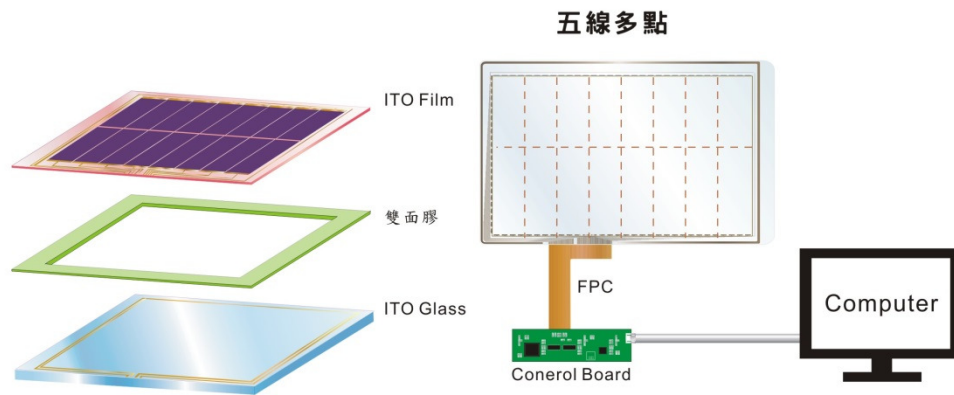 五線多點
ITO Film
雙面膠
ITO Glass
FPC
Conerol Board
Computer